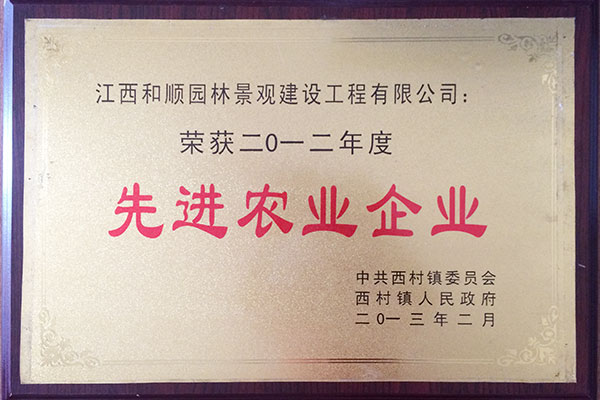 江西和顺园林景观建设工程有限公司：
荣获二0一二年度
先进农业企业
中共西村镇委员会
西村镇人民政府
二0一三年二月